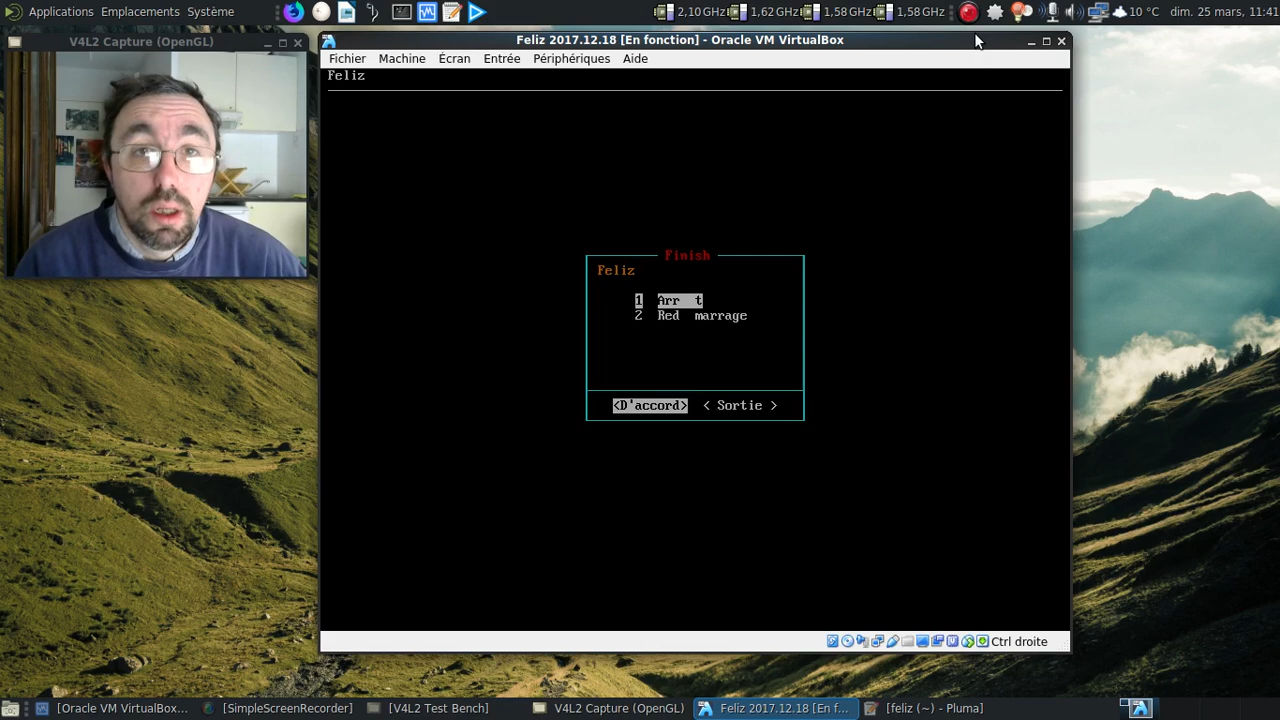 Applications Emplacements Système
2,10 GHz 1,62 GHz 1,58 GHz 1,58 GHz
10 °C dim. 25 mars, 11:41
V4L2 Capture (OpenGL)
Feliz 2017.12.18 [En fonction] - Oracle VM VirtualBox
Fichier Machine Écran Entrée Périphériques Aide
Feliz
Finish
Feliz
1 Arr t
2 Red marrage
<D'accord> < Sortie >
Ctrl droite
[Oracle VM VirtualBox... [SimpleScreenRecorder] [V4L2 Test Bench] V4L2 Capture (OpenGL) Feliz 2017.12.18 [En f... [feliz (~) - Pluma]